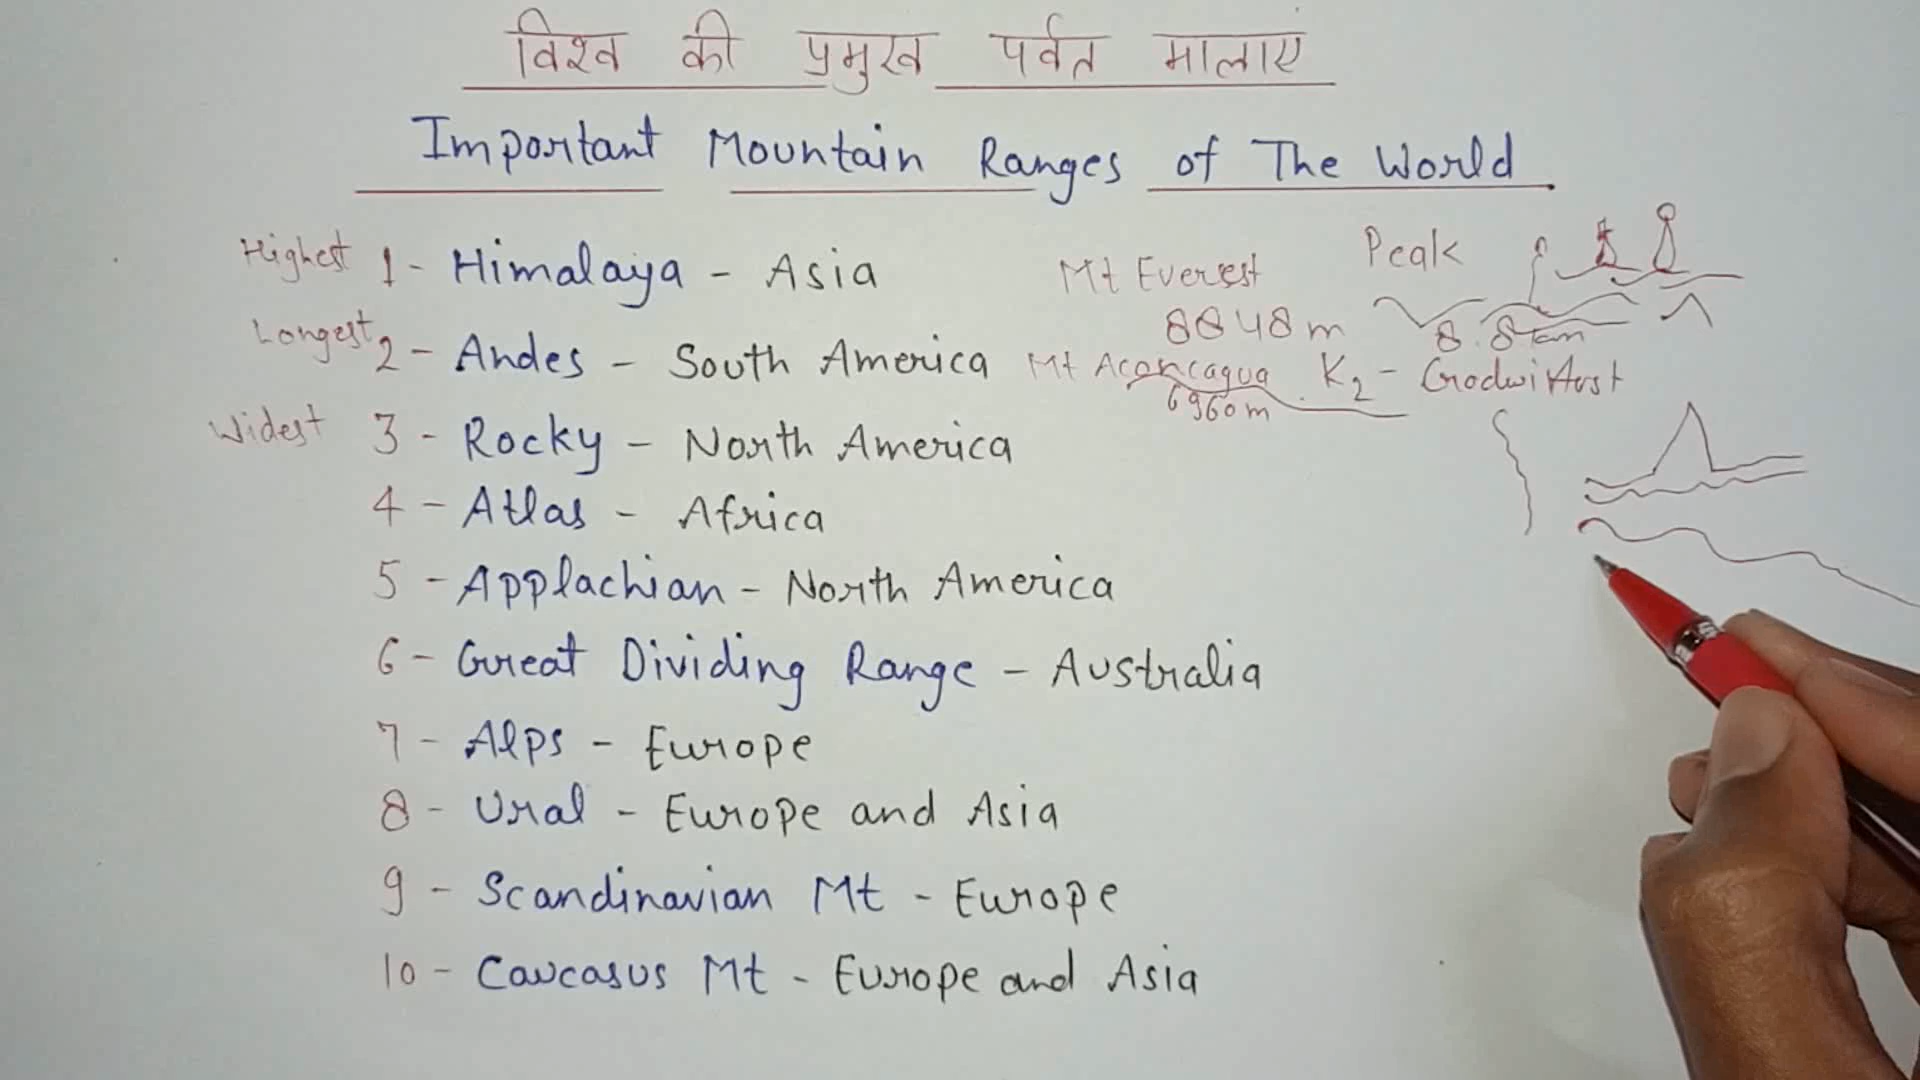 विश्व की प्रमुख पर्वत मालाएं
Important Mountain Ranges of The World
Highest 1 - Himalaya - Asia Mt Everest Peak
8848 m 8.8 km
Longest 2 - Andes - South America Mt Aconcagua K2 -
6960 m
Widest 3 - Rocky - North America
4 - Atlas - Africa
5 - Applachian - North America
6 - Great Dividing Range - Australia
7 - Alps - Europe
8 - Ural - Europe and Asia
9 - Scandinavian Mt - Europe
10 - Caucasus Mt - Europe and Asia